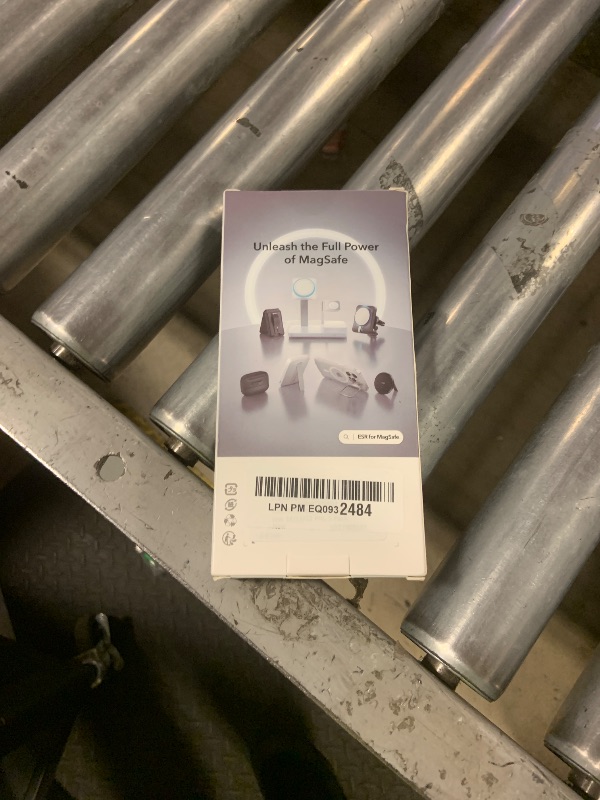 Unleash the Full Power
of MagSafe
ESR for MagSafe
LPN PM EQ0932484